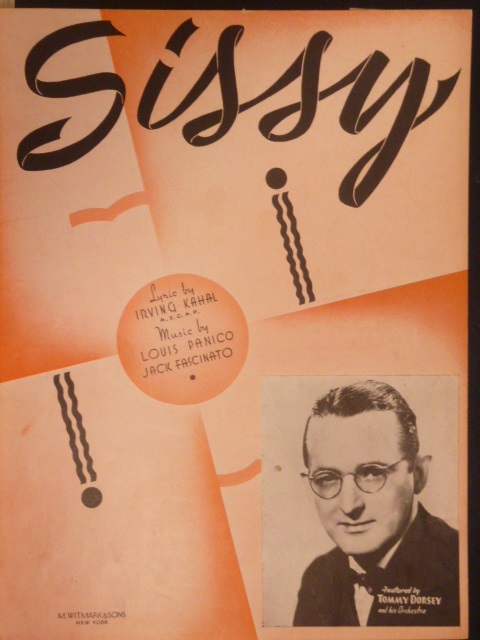 Sissy
Lyric by
IRVING KAHAL
A.S.C.A.P.
Music by
LOUIS PANICO
JACK FASCINATO
Featured by
TOMMY DORSEY
and his Orchestra
M. WITMARK & SONS
NEW YORK